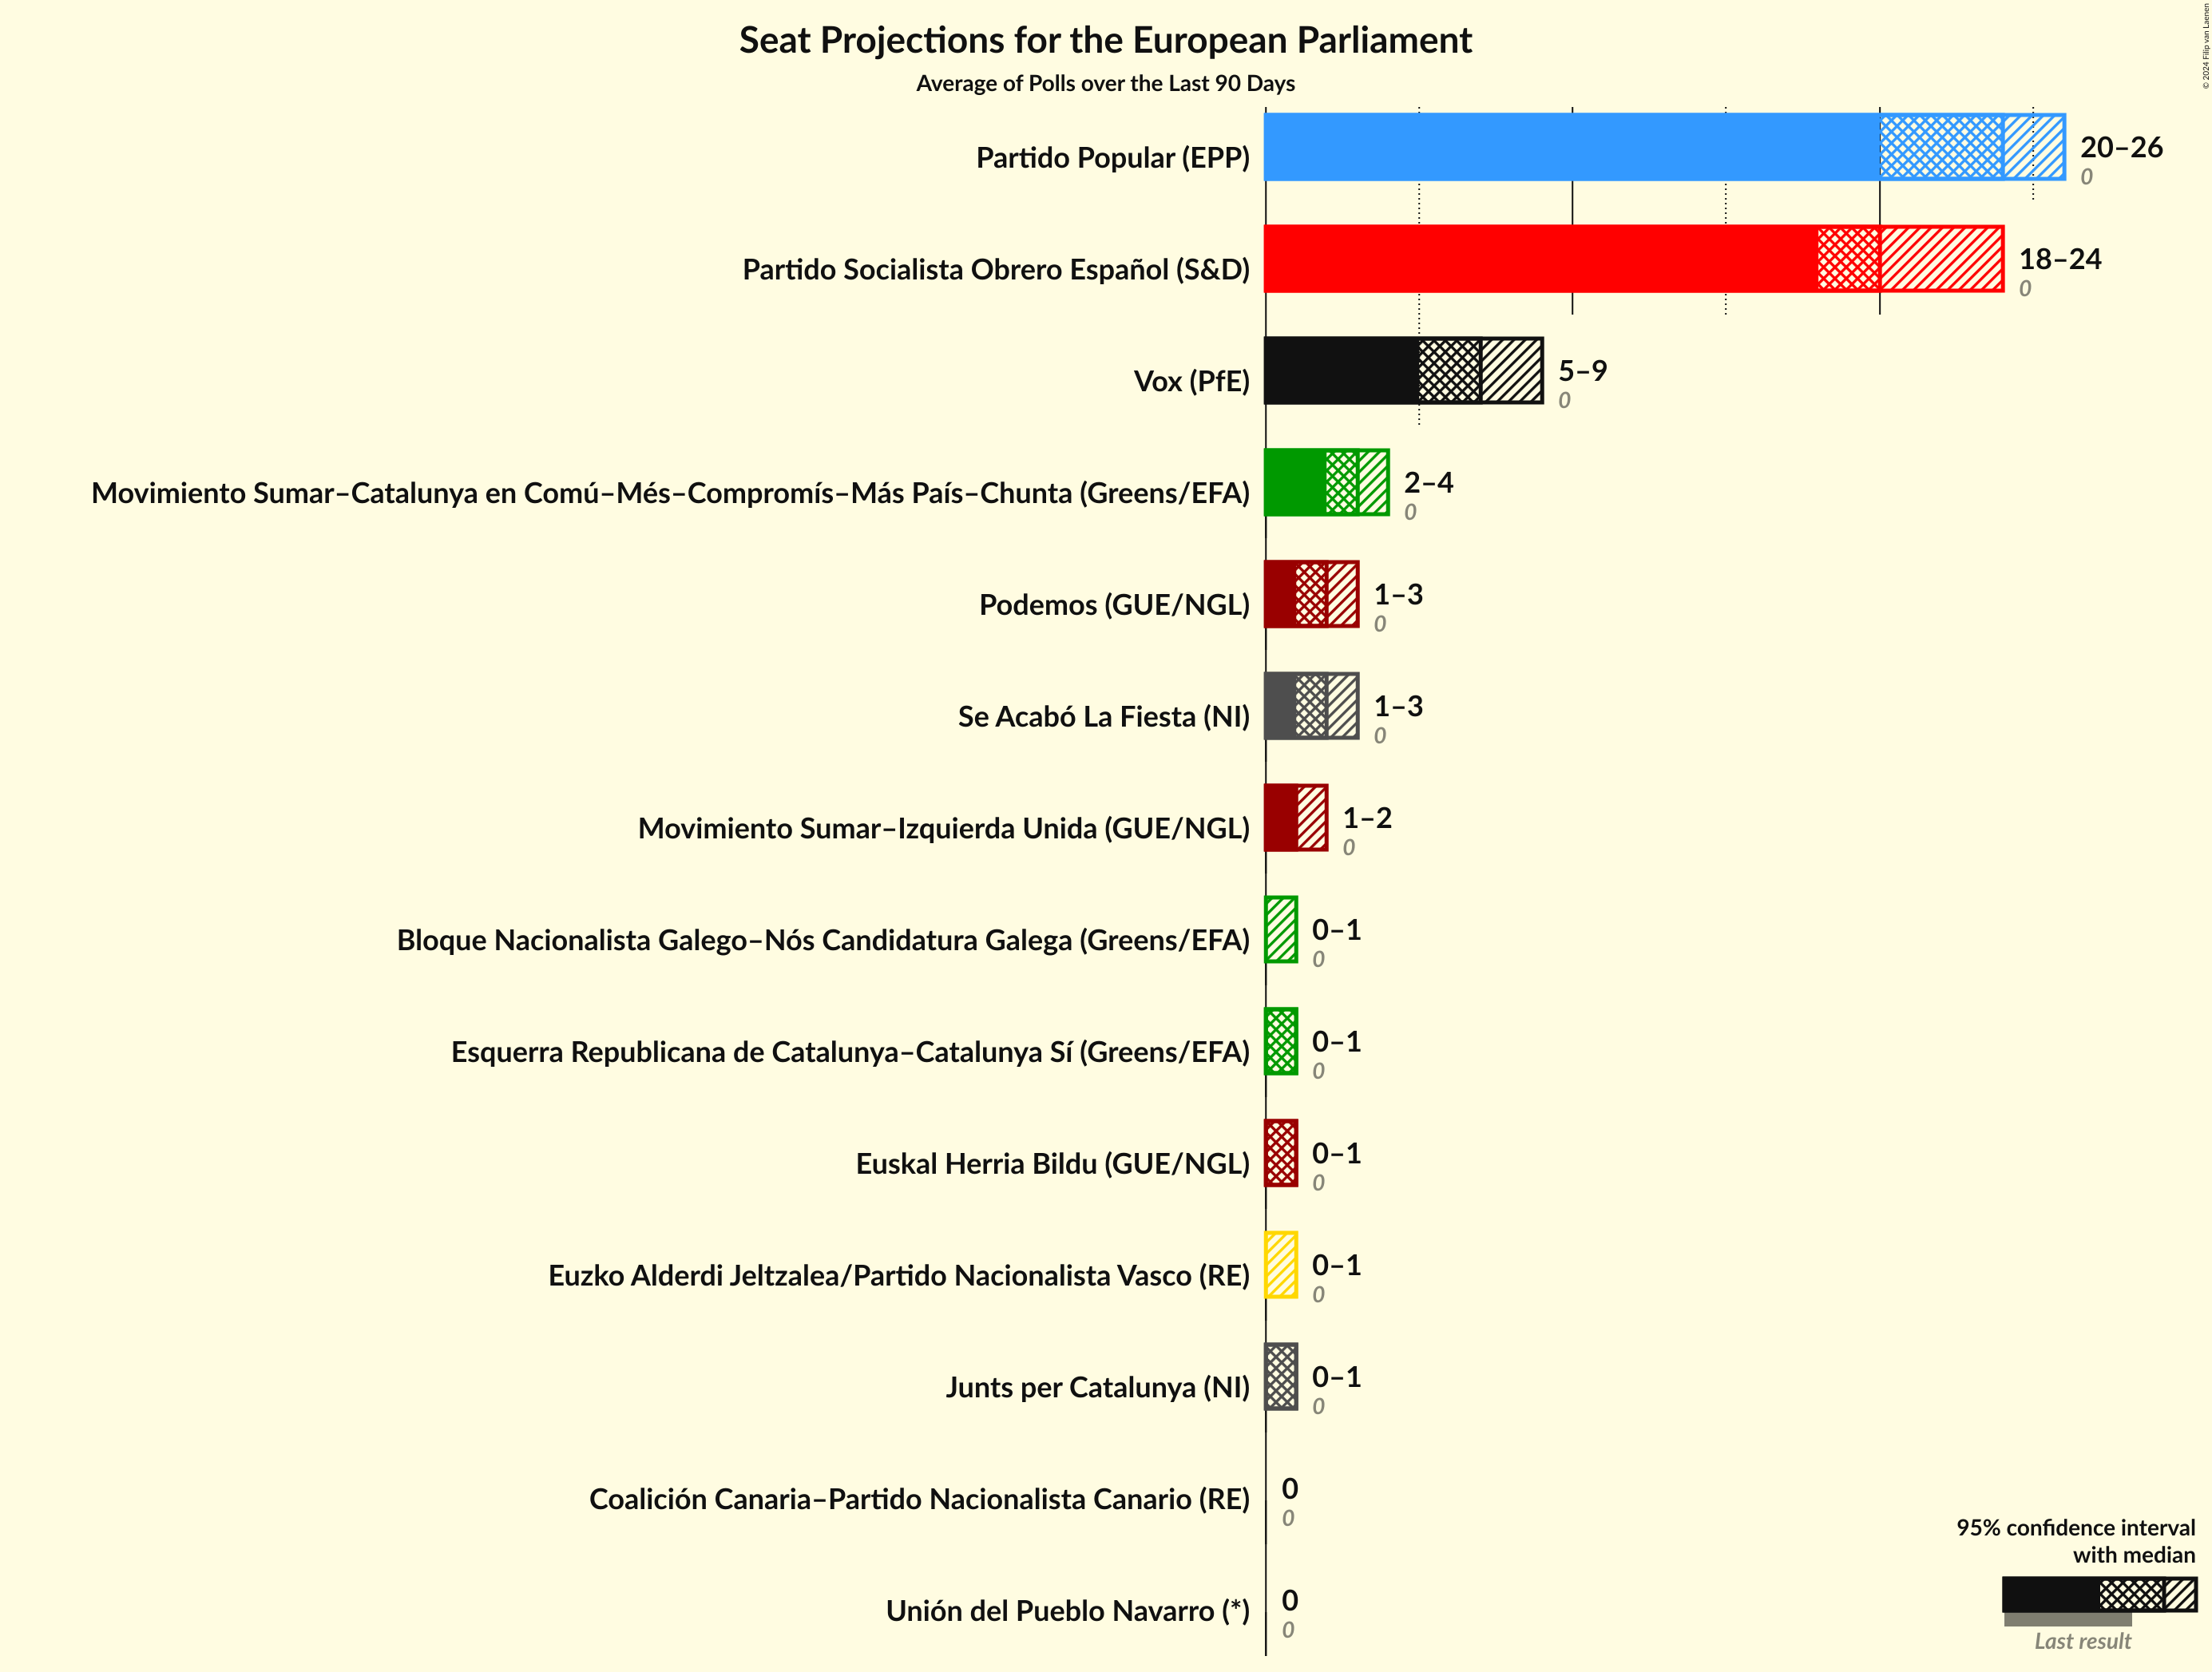 Seat Projections for the European Parliament
Average of Polls over the Last 90 Days
© 2024 Filip van Laenen
Partido Popular (EPP)
20–26
0
Partido Socialista Obrero Español (S&D)
18–24
0
Vox (PfE)
5–9
0
Movimiento Sumar–Catalunya en Comú–Més–Compromís–Más País–Chunta (Greens/EFA)
2–4
0
Podemos (GUE/NGL)
1–3
0
Se Acabó La Fiesta (NI)
1–3
0
Movimiento Sumar–Izquierda Unida (GUE/NGL)
1–2
0
Bloque Nacionalista Galego–Nós Candidatura Galega (Greens/EFA)
0–1
0
Esquerra Republicana de Catalunya–Catalunya Sí (Greens/EFA)
0–1
0
Euskal Herria Bildu (GUE/NGL)
0–1
0
Euzko Alderdi Jeltzalea/Partido Nacionalista Vasco (RE)
0–1
0
Junts per Catalunya (NI)
0–1
0
Coalición Canaria–Partido Nacionalista Canario (RE)
0
0
Unión del Pueblo Navarro (*)
0
0
95% confidence interval
with median
Last result